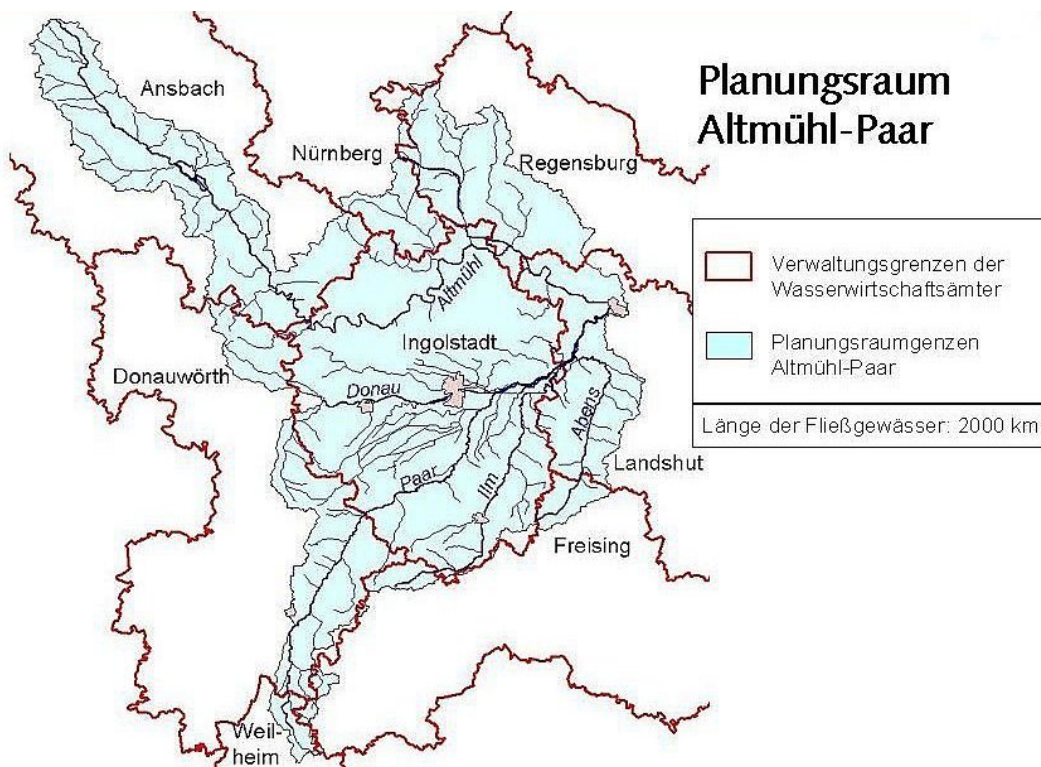 Planungsraum
Altmühl-Paar
Ansbach
Nürnberg
Regensburg
Verwaltungsgrenzen der
Wasserwirtschaftsämter
Altmühl
Ingolstadt
Planungsraumgenzen
Altmühl-Paar
Donauwörth
Donau
Abens
Länge der Fließgewässer: 2000 km
Paar
Ilm
Landshut
Freising
Weil-
heim